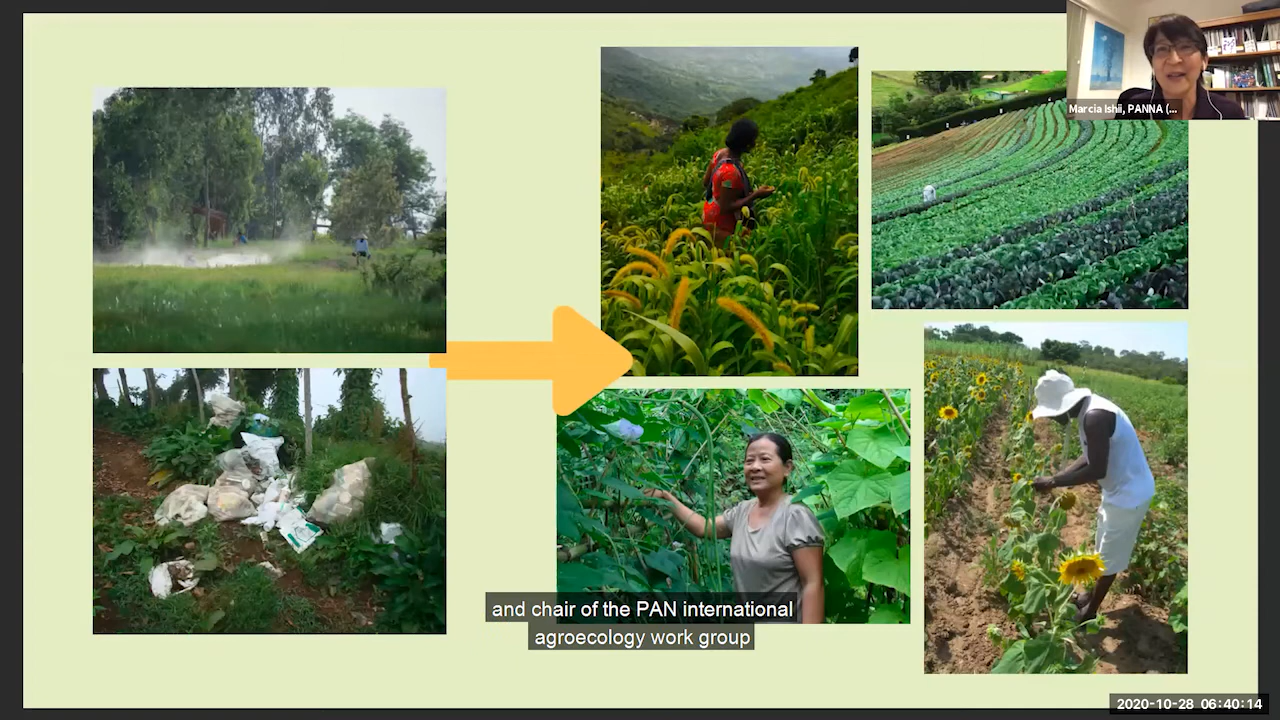 Marcia Ishii, PANNA (...
and chair of the PAN international
agroecology work group
2020-10-28 06:40:14